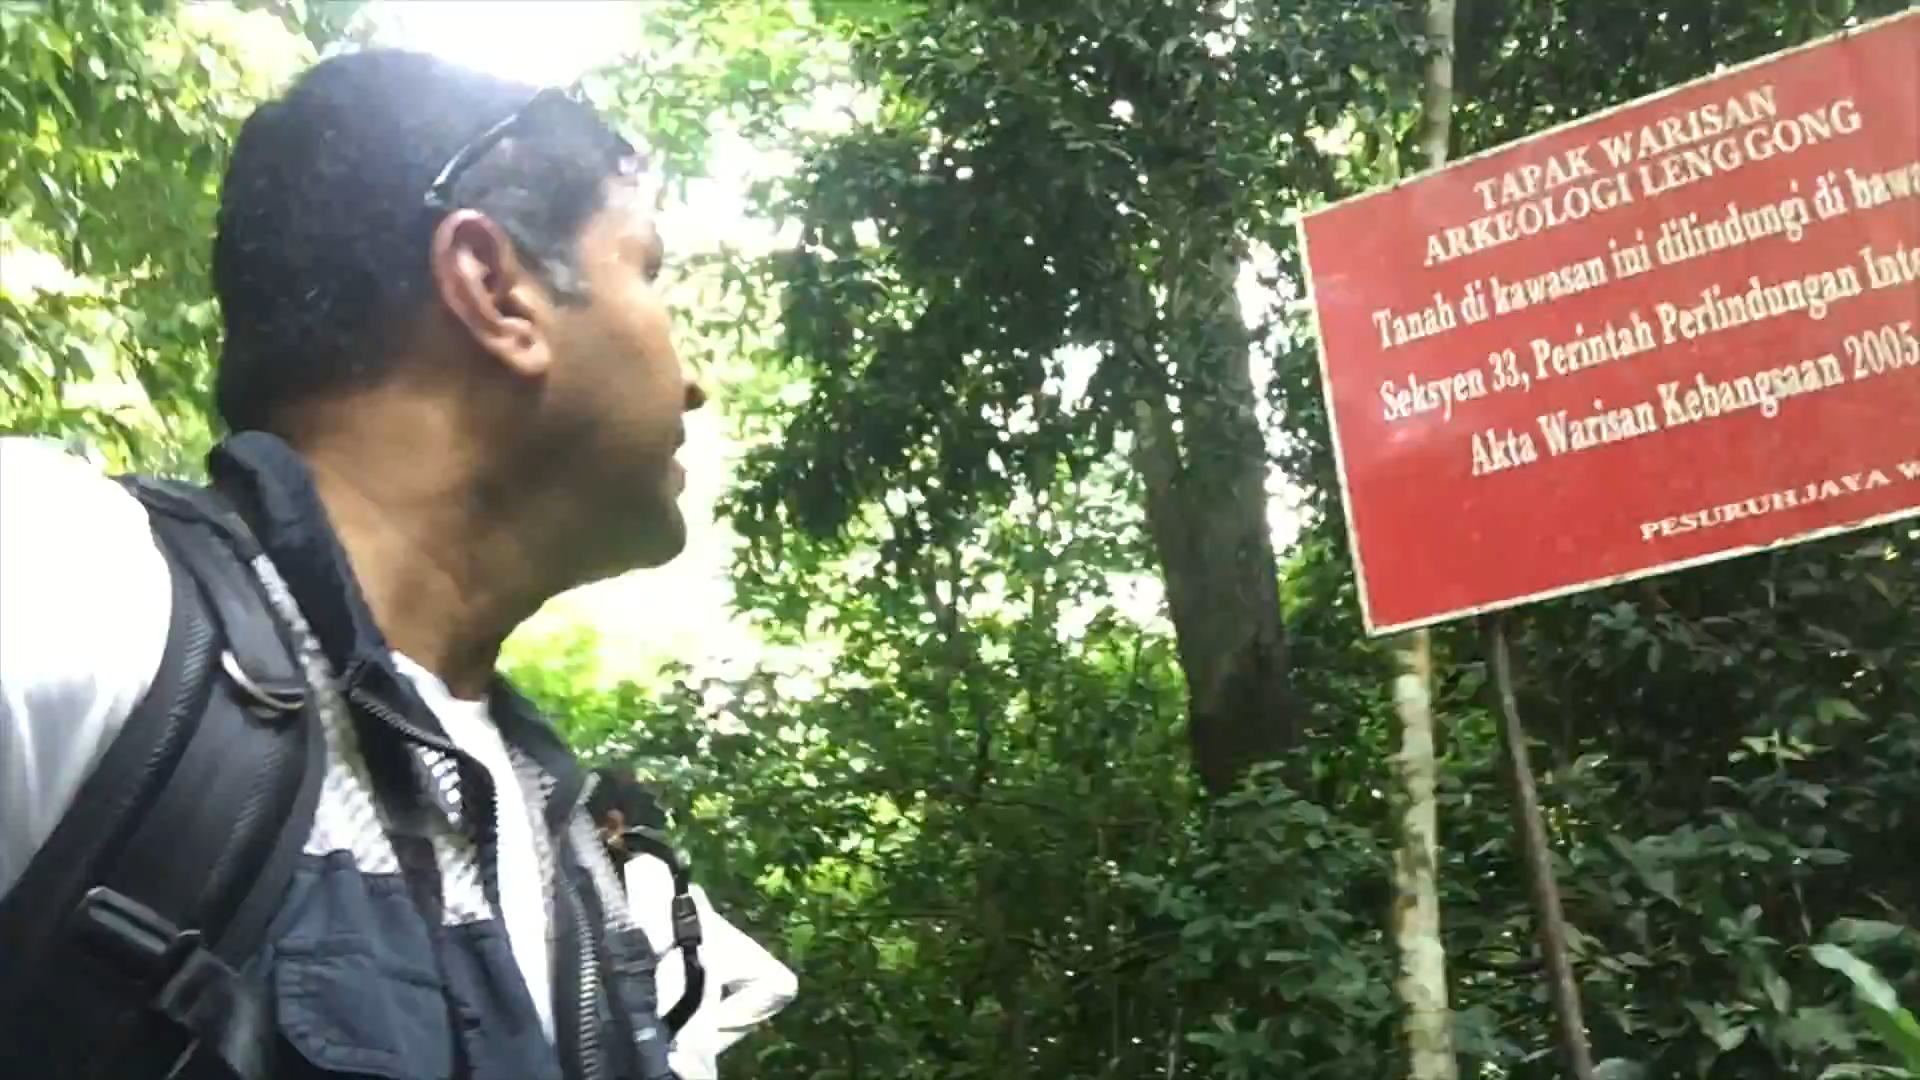 TAPAK WARISAN
ARKEOLOGI LENGGONG
Tanah di kawasan ini dilindungi di
Seksyen 33, Perintah Perlindungan
Akta Warisan Kebangsaan 2005
PESURUHJAYA